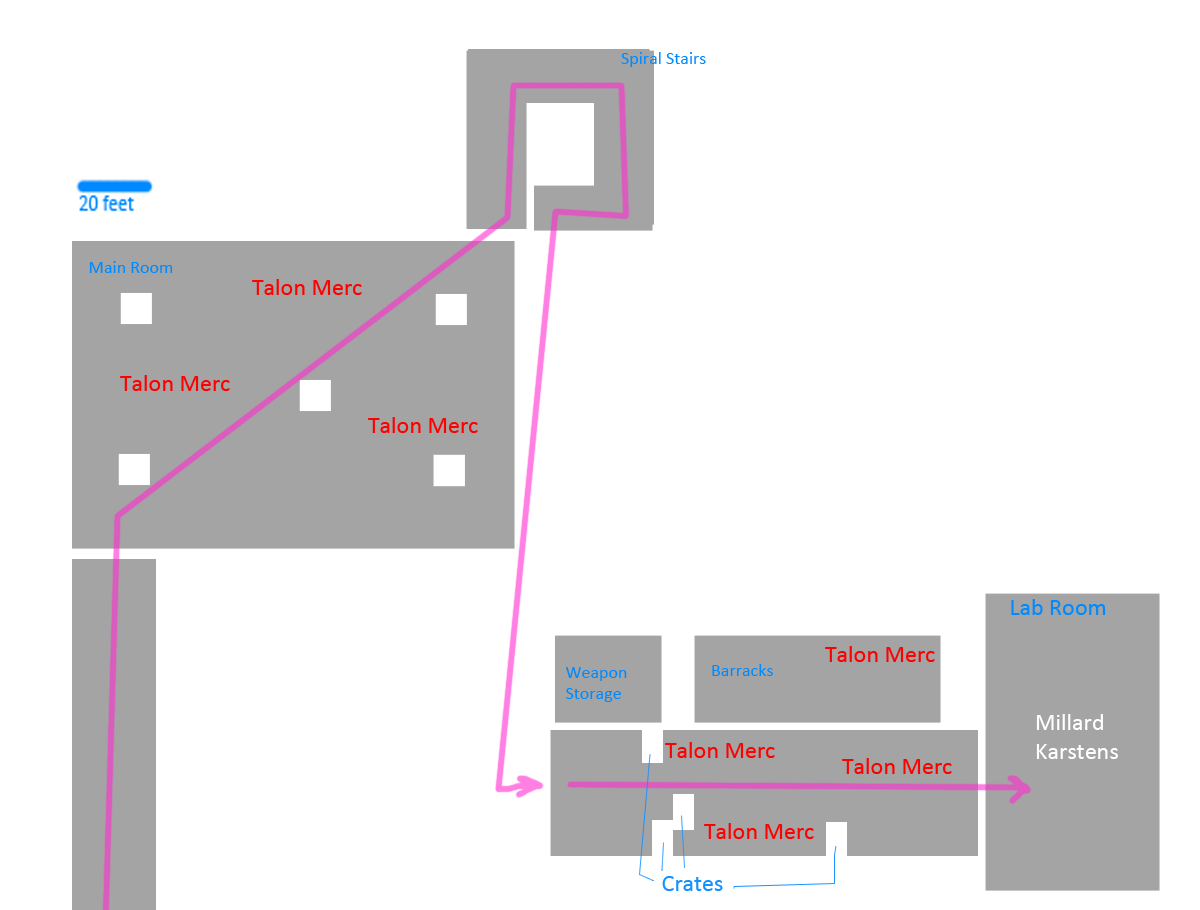 Spiral Stairs
20 feet
Main Room
Talon Merc
Talon Merc
Talon Merc
Lab Room
Weapon
Storage
Barracks
Talon Merc
Millard
Karstens
Talon Merc
Talon Merc
Talon Merc
Crates